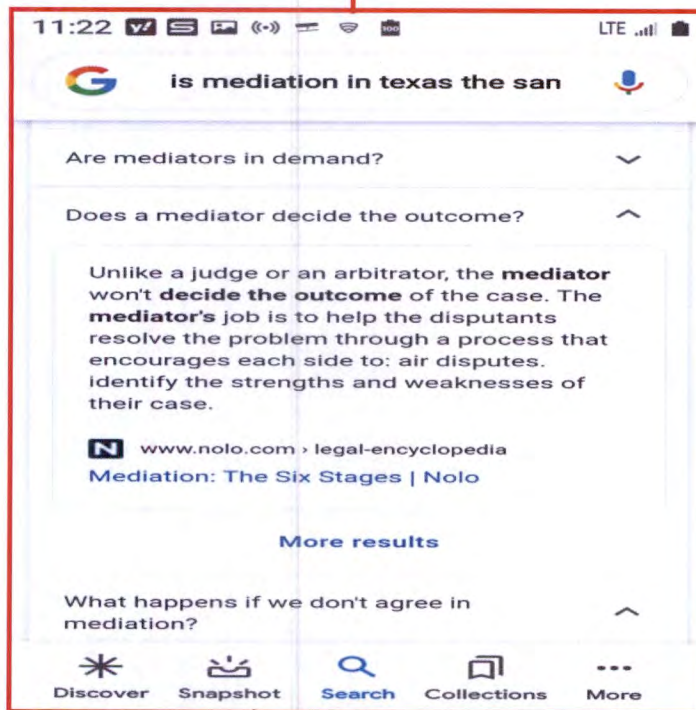 11:22 y! S 100 LTE
G is mediation in texas the san
Are mediators in demand?
Does a mediator decide the outcome?
Unlike a judge or an arbitrator, the mediator
won't decide the outcome of the case. The
mediator's job is to help the disputants
resolve the problem through a process that
encourages each side to: air disputes.
identify the strengths and weaknesses of
their case.
N www.nolo.com › legal-encyclopedia
Mediation: The Six Stages | Nolo
More results
What happens if we don't agree in
mediation?
Discover Snapshot Search Collections More